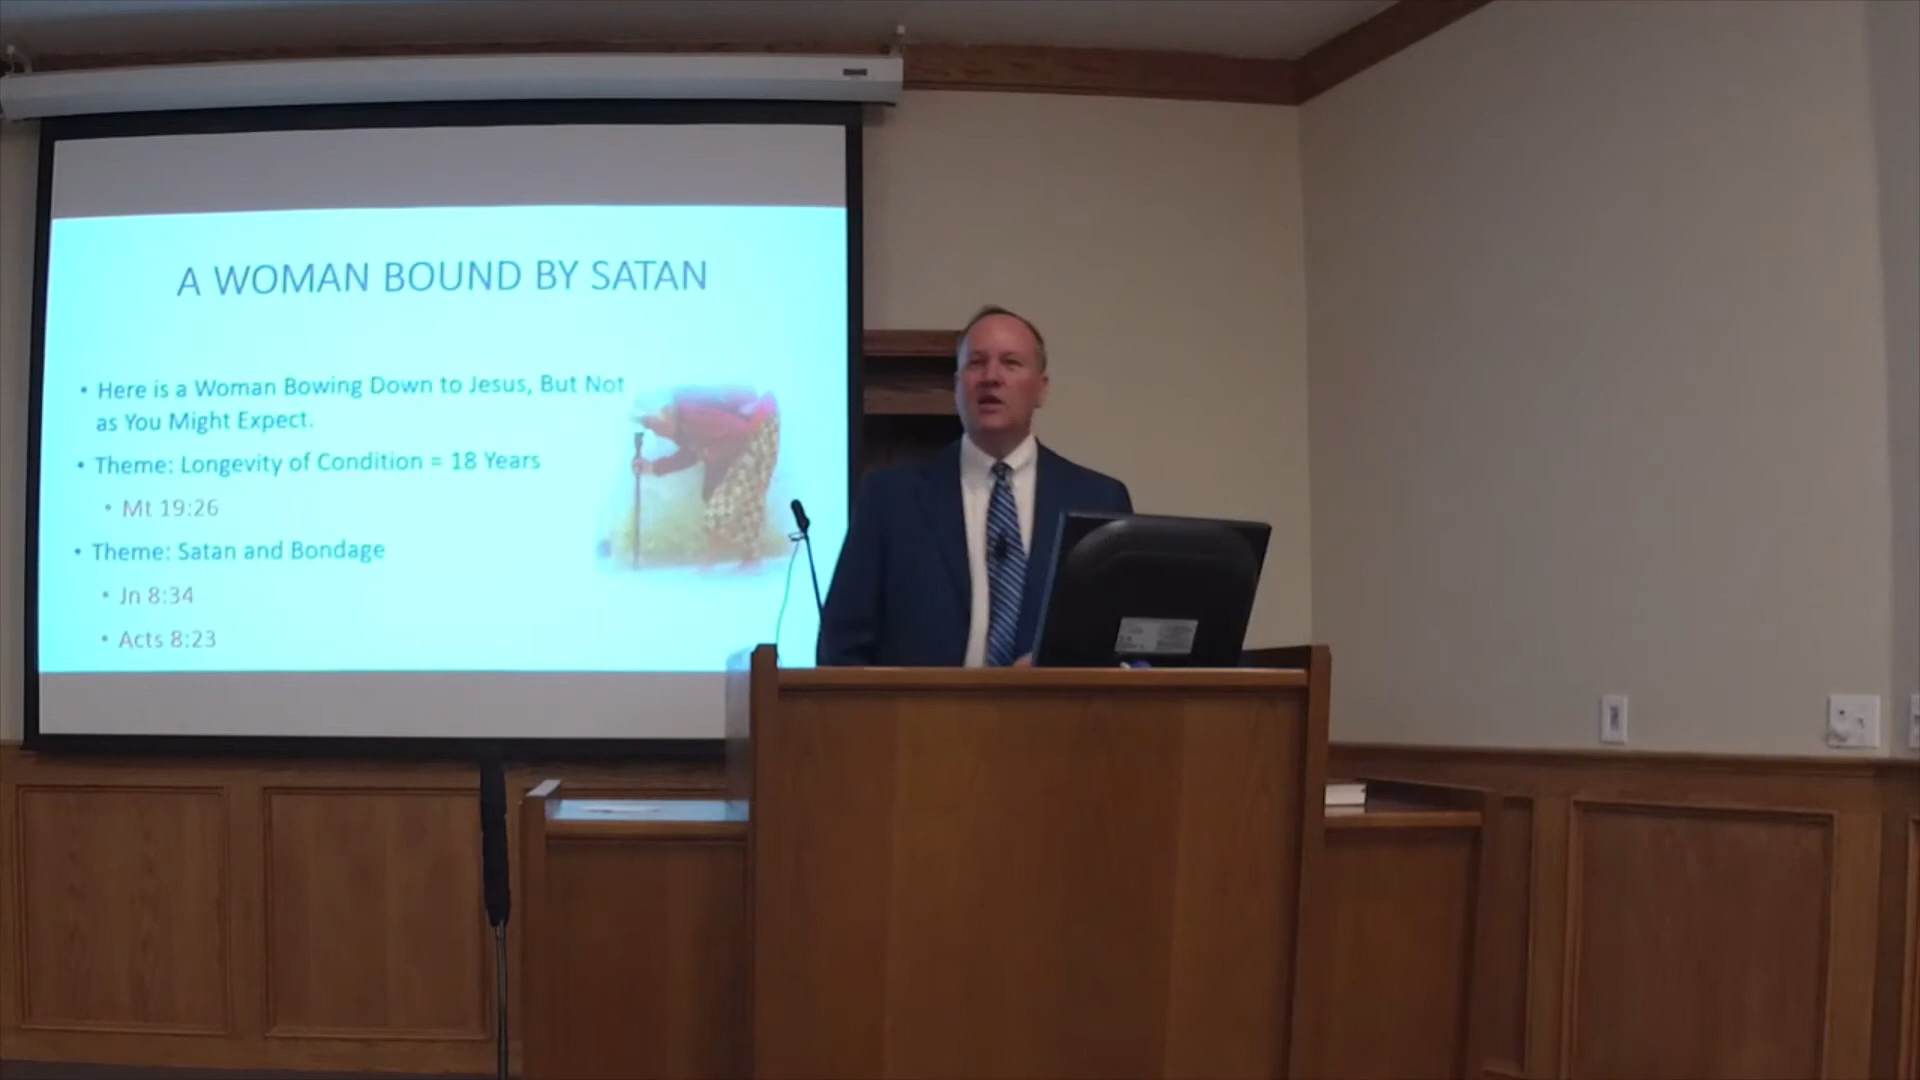 A WOMAN BOUND BY SATAN
• Here is a Woman Bowing Down to Jesus, But Not
as You Might Expect.
• Theme: Longevity of Condition = 18 Years
• Mt 19:26
• Theme: Satan and Bondage
• Jn 8:34
• Acts 8:23